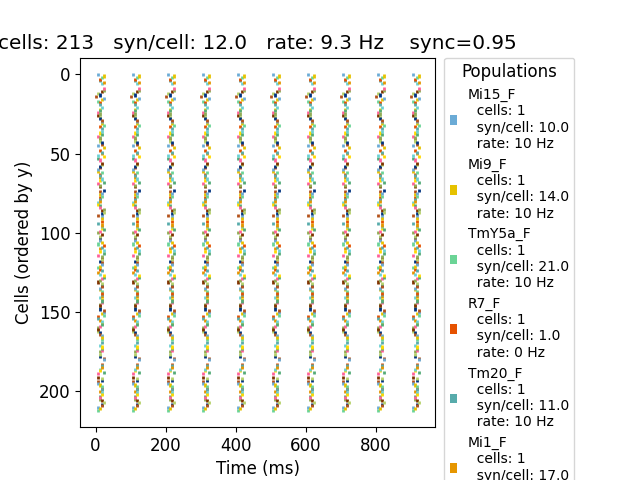 cells: 213   syn/cell: 12.0   rate: 9.3 Hz    sync=0.95
Populations
Mi15_F
cells: 1
syn/cell: 10.0
rate: 10 Hz
Mi9_F
cells: 1
syn/cell: 14.0
rate: 10 Hz
TmY5a_F
cells: 1
syn/cell: 21.0
rate: 10 Hz
R7_F
cells: 1
syn/cell: 1.0
rate: 0 Hz
Tm20_F
cells: 1
syn/cell: 11.0
rate: 10 Hz
Mi1_F
cells: 1
syn/cell: 17.0
Cells (ordered by y)
0
50
100
150
200
0 200 400 600 800
Time (ms)